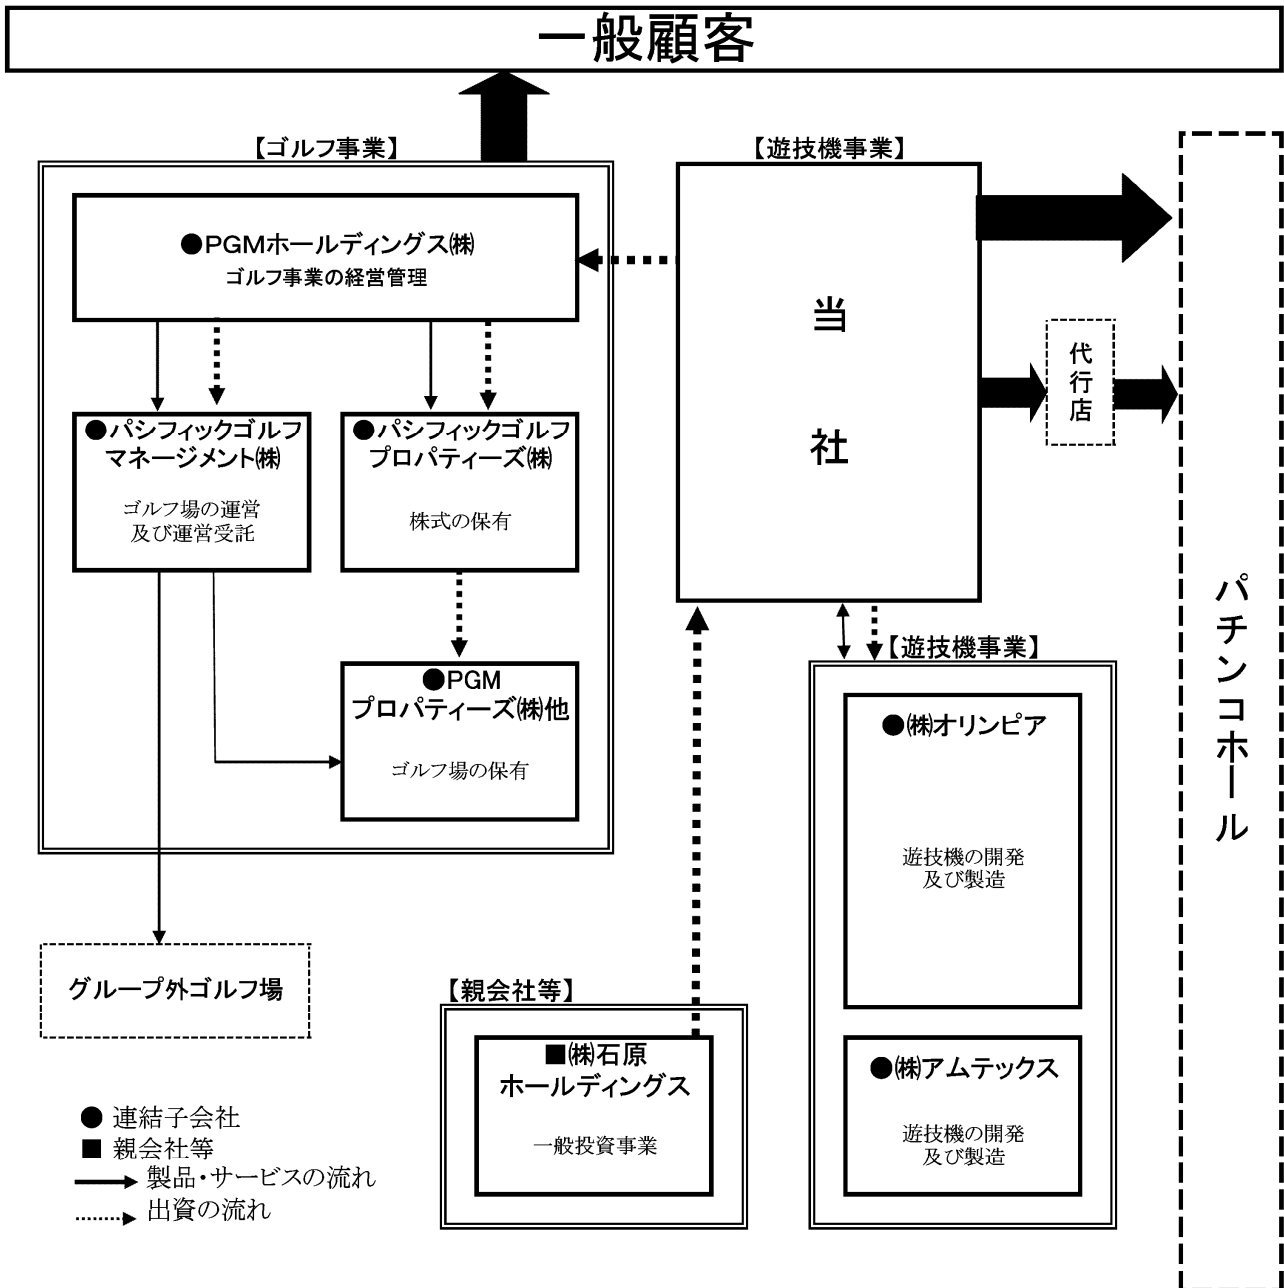 一般顧客
【ゴルフ事業】
●PGMホールディングス㈱
ゴルフ事業の経営管理
●パシフィックゴルフ
マネージメント㈱
ゴルフ場の運営
及び運営受託
●パシフィックゴルフ
プロパティーズ㈱
株式の保有
●PGM
プロパティーズ㈱他
ゴルフ場の保有
グループ外ゴルフ場
【遊技機事業】
当社
代行店
パチンコホール
【遊技機事業】
●㈱オリンピア
遊技機の開発
及び製造
●㈱アムテックス
遊技機の開発
及び製造
【親会社等】
■㈱石原
ホールディングス
一般投資事業
● 連結子会社
■ 親会社等
製品・サービスの流れ
出資の流れ